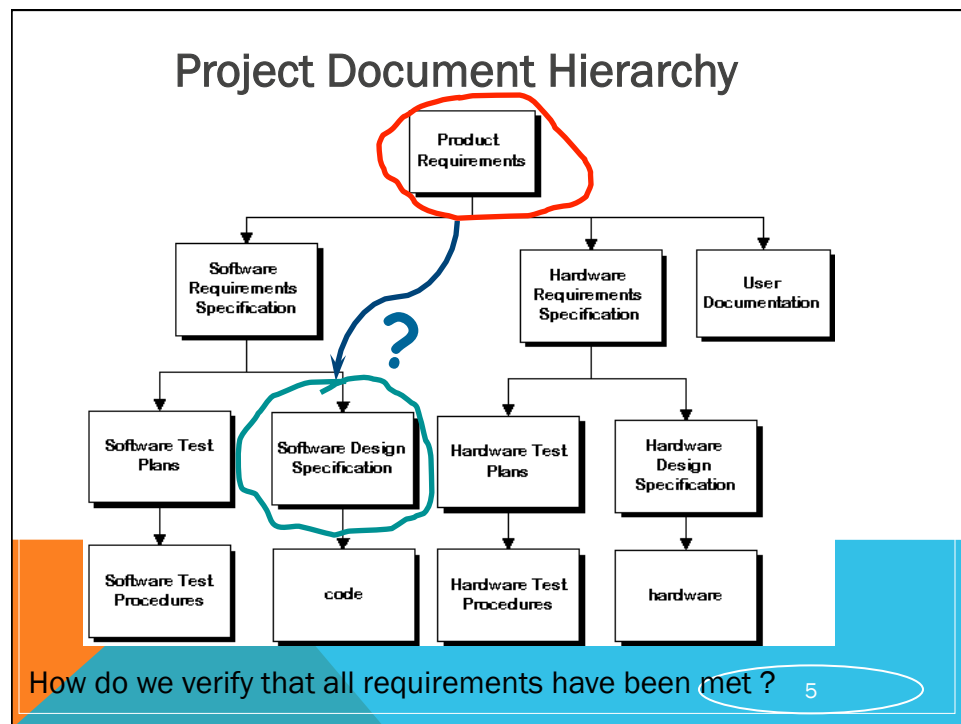 Project Document Hierarchy
Product
Requirements
Software
Requirements
Specification
Hardware
Requirements
Specification
User
Documentation
?
Software Test
Plans
Software Design
Specification
Hardware Test
Plans
Hardware
Design
Specification
Software Test
Procedures
code
Hardware Test
Procedures
hardware
How do we verify that all requirements have been met ?
5